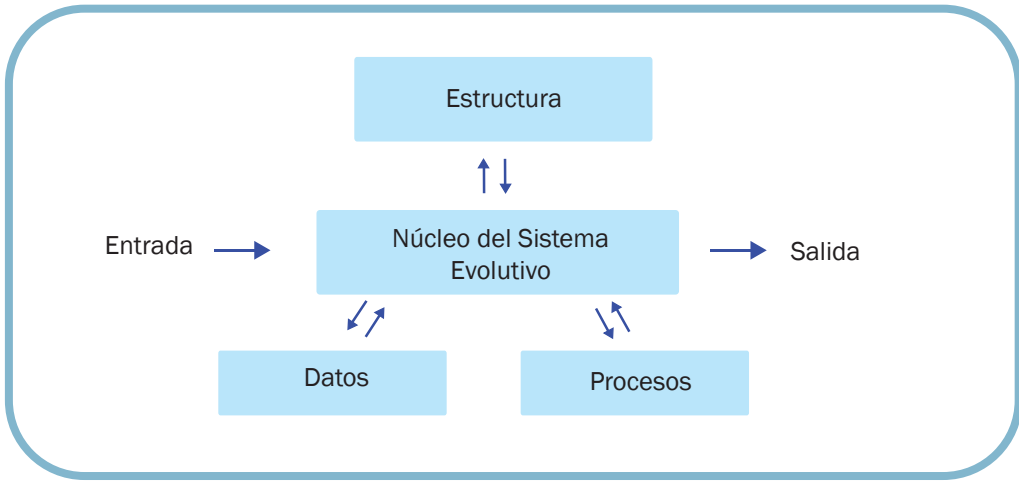 Estructura
Entrada
Núcleo del Sistema
Evolutivo
Salida
Datos
Procesos